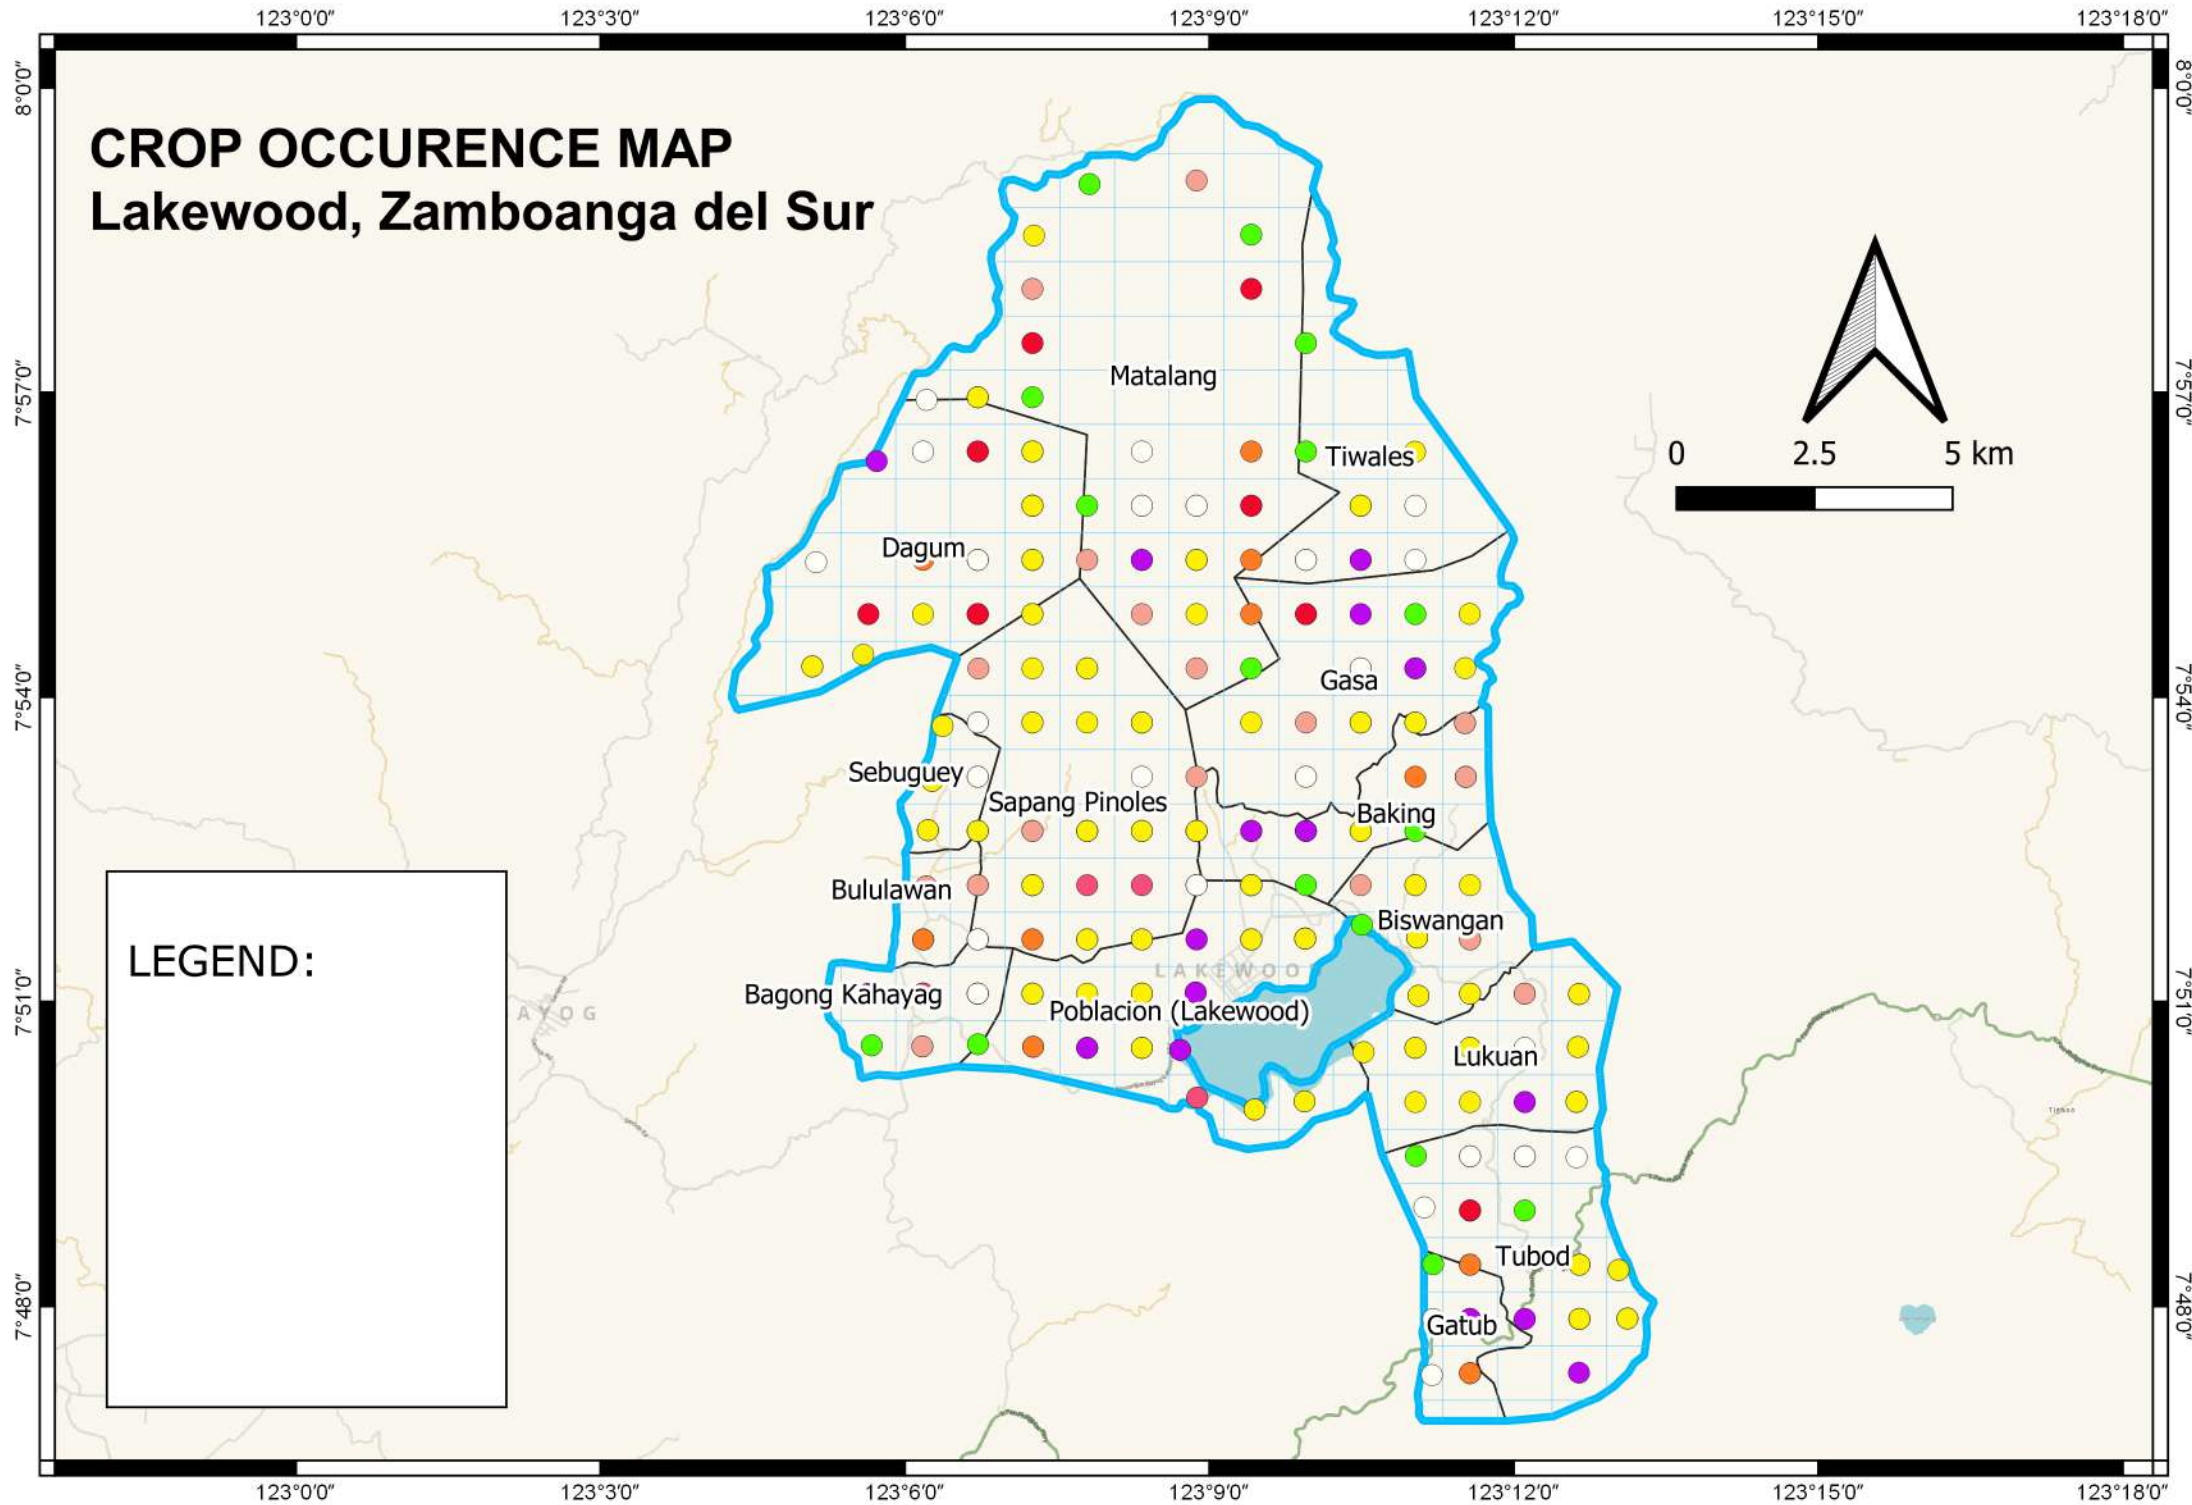 123°0'0" 123°3'0" 123°6'0" 123°9'0" 123°12'0" 123°15'0" 123°18'0"
8°0'0" 8°0'0"
CROP OCCURENCE MAP
Lakewood, Zamboanga del Sur
Matalang
7°57'0" 7°57'0"
Tiwales
0 2.5 5 km
Dagum
Gasa
7°54'0" 7°54'0"
Sebuguey
Sapang Pinoles
Baking
Bululawan
Biswangan
LEGEND:
LAKEWOO
Bagong Kahayag
7°51'0" 7°51'0"
AYOG
Poblacion (Lakewood)
Lukuan
Tubod
7°48'0" 7°48'0"
Gatub
123°0'0" 123°3'0" 123°6'0" 123°9'0" 123°12'0" 123°15'0" 123°18'0"